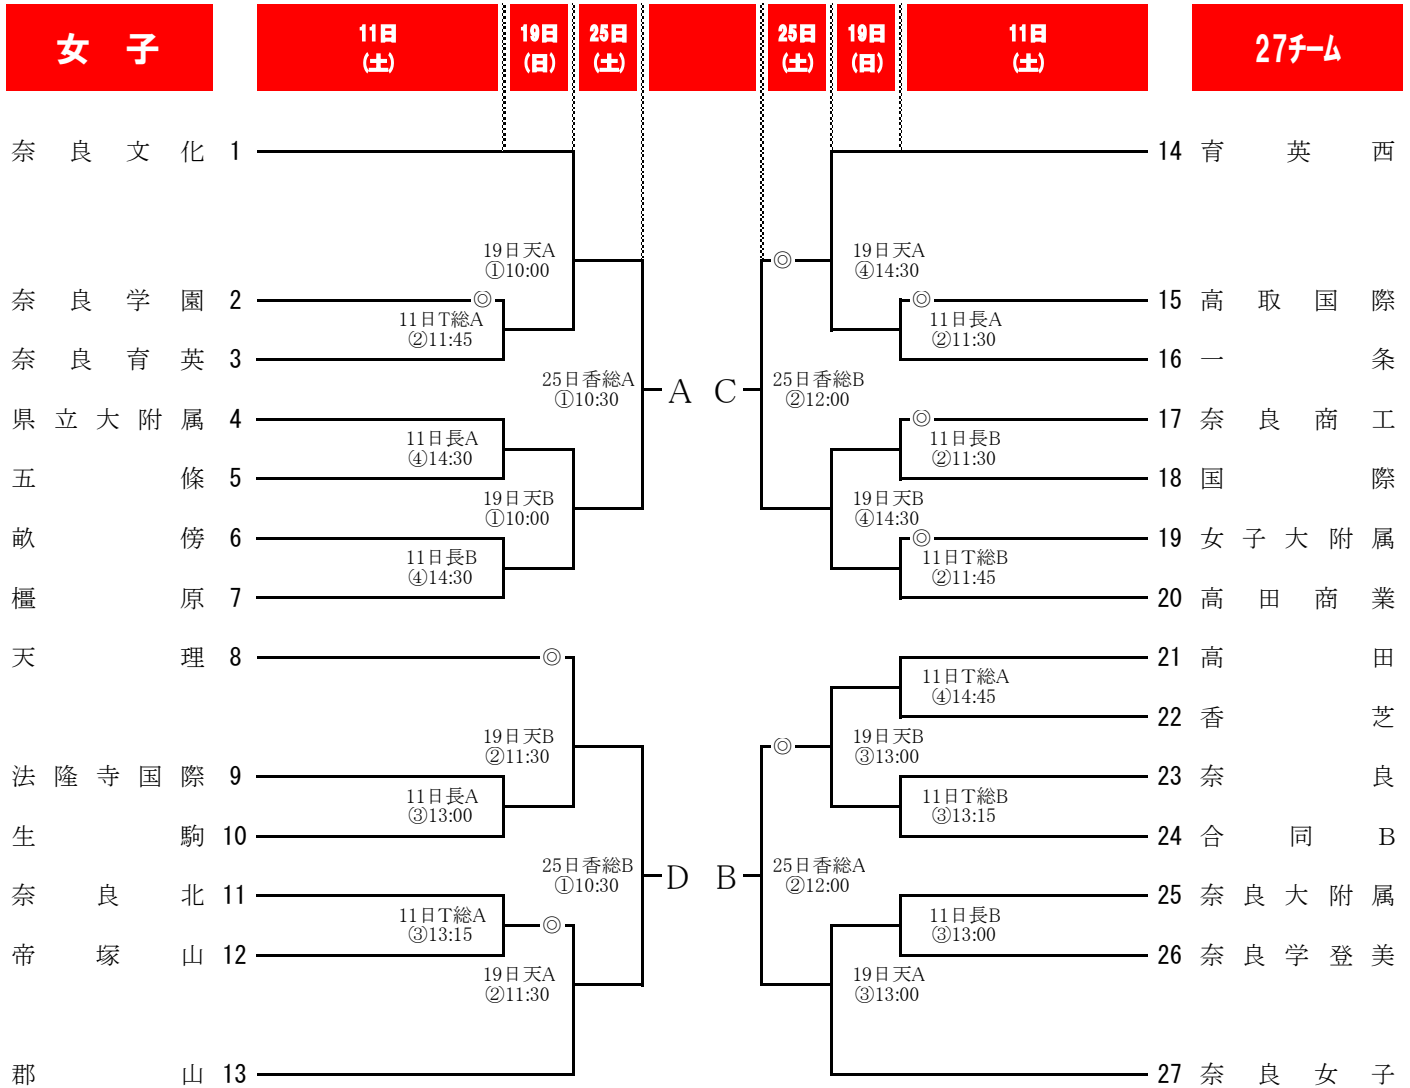 女 子
11日
(土)
19日
(日)
25日
(土)
25日
(土)
19日
(日)
11日
(土)
27チーム
奈良文化 1
19日天A
①10:00
奈良学園 2
◎
11日T総A
②11:45
奈良育英 3
25日香総A
①10:30
A
県立大附属 4
11日長A
④14:30
五條 5
19日天B
①10:00
畝傍 6
11日長B
④14:30
橿原 7
天理 8
◎
19日天B
②11:30
法隆寺国際 9
11日長A
③13:00
生駒 10
25日香総B
①10:30
D
奈良北 11
11日T総A
③13:15
◎
帝塚山 12
19日天A
②11:30
郡山 13
14 育英西
◎
19日天A
④14:30
15 高取国際
◎
11日長A
②11:30
16 一条
C
25日香総B
②12:00
17 奈良商工
◎
11日長B
②11:30
18 国際
19日天B
④14:30
19 女子大附属
◎
11日T総B
②11:45
20 高田商業
21 高田
11日T総A
④14:45
22 香芝
◎
19日天B
③13:00
23 奈良
11日T総B
③13:15
24 合同B
B
25日香総A
②12:00
25 奈良大附属
11日長B
③13:00
26 奈良学登美
19日天A
③13:00
27 奈良女子